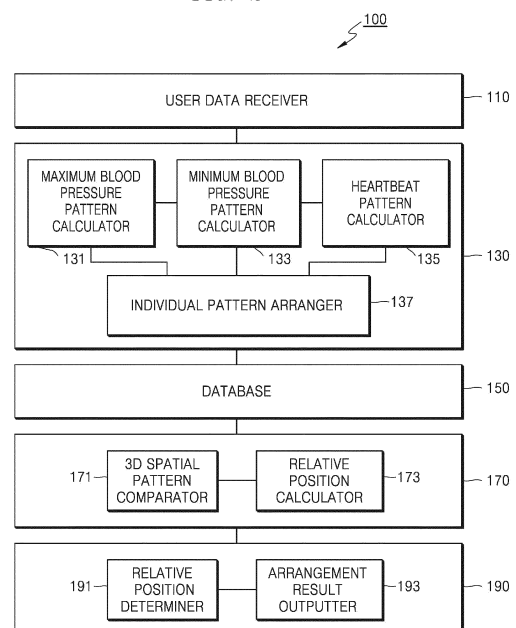 100
USER DATA RECEIVER
110
MAXIMUM BLOOD
PRESSURE
PATTERN
CALCULATOR
MINIMUM BLOOD
PRESSURE
PATTERN
CALCULATOR
HEARTBEAT
PATTERN
CALCULATOR
131
133
135
130
INDIVIDUAL PATTERN ARRANGER
137
DATABASE
150
171
3D SPATIAL
PATTERN
COMPARATOR
RELATIVE
POSITION
CALCULATOR
173
170
191
RELATIVE
POSITION
DETERMINER
ARRANGEMENT
RESULT
OUTPUTTER
193
190